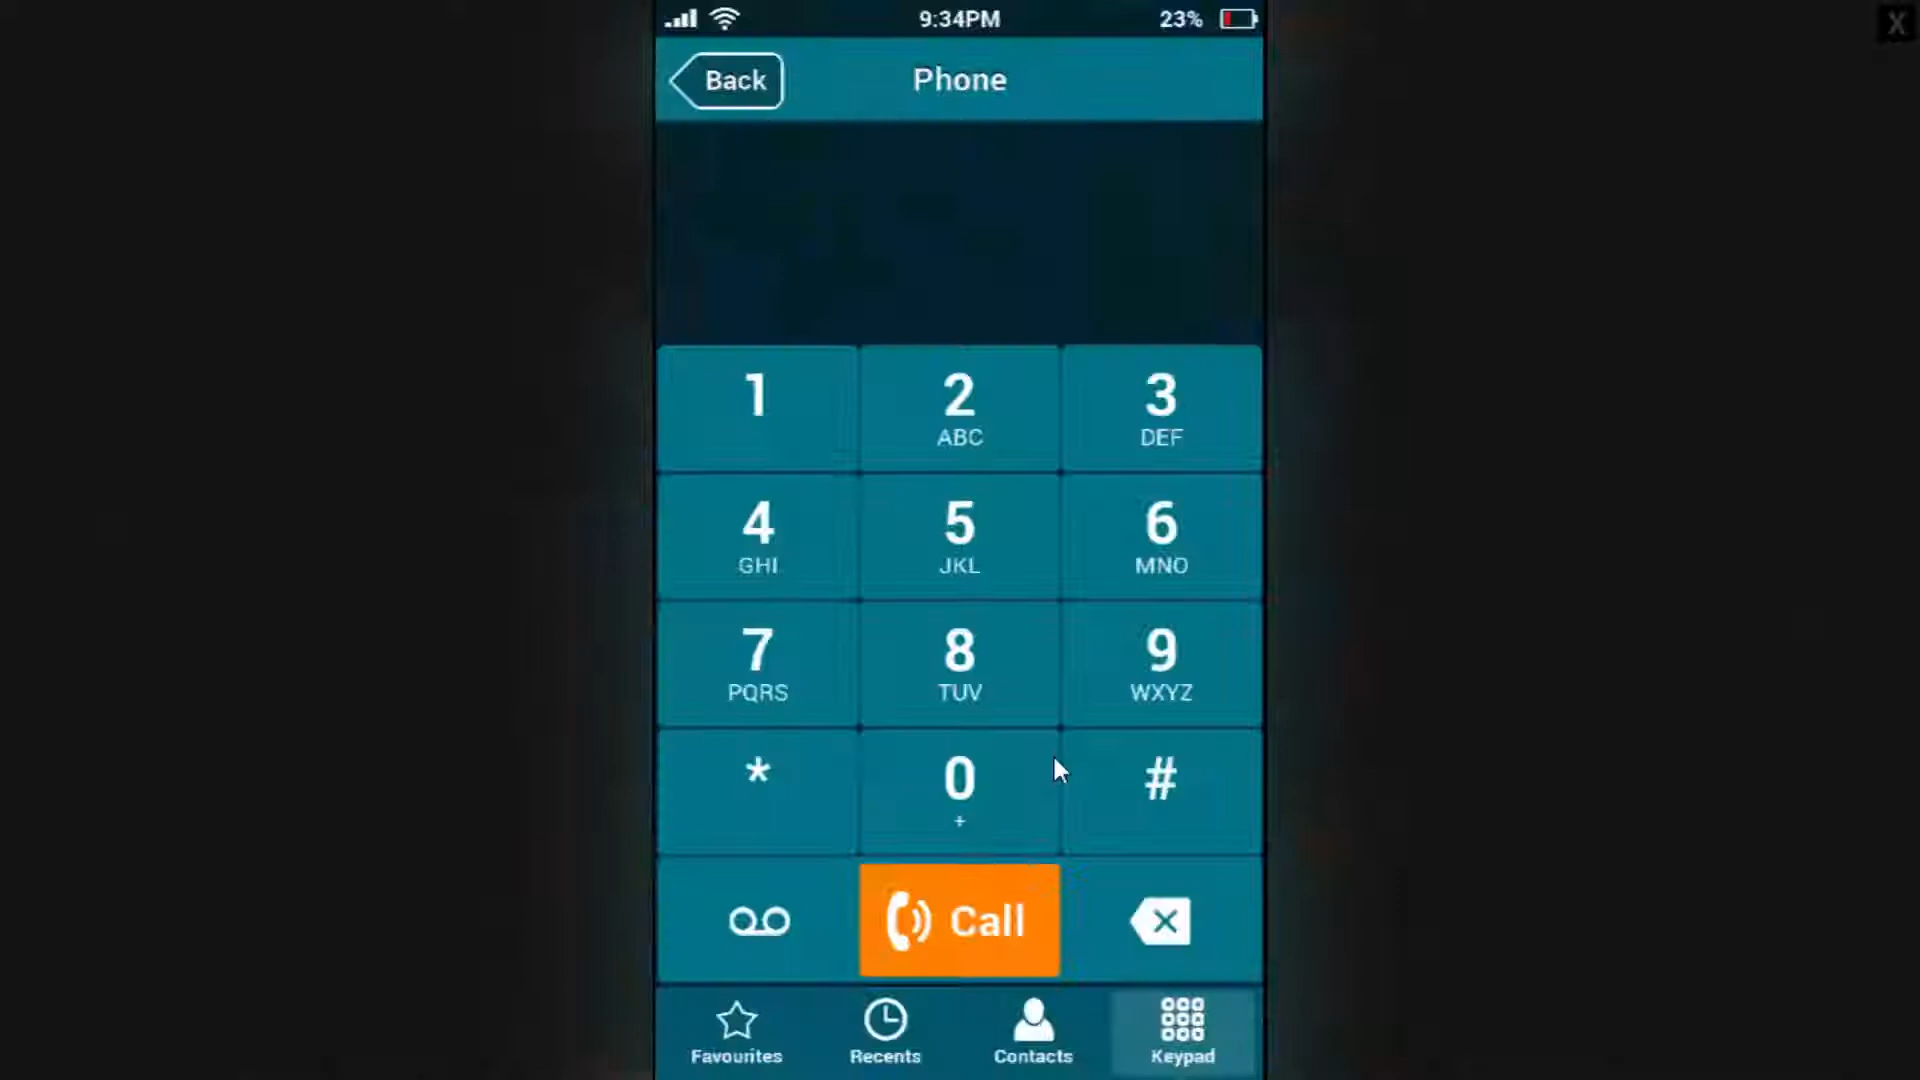 9:34PM 23%
X
Back Phone
1 2 3
ABC DEF
4 5 6
GHI JKL MNO
7 8 9
PQRS TUV WXYZ
* 0 #
+
Call
Favourites Recents Contacts Keypad